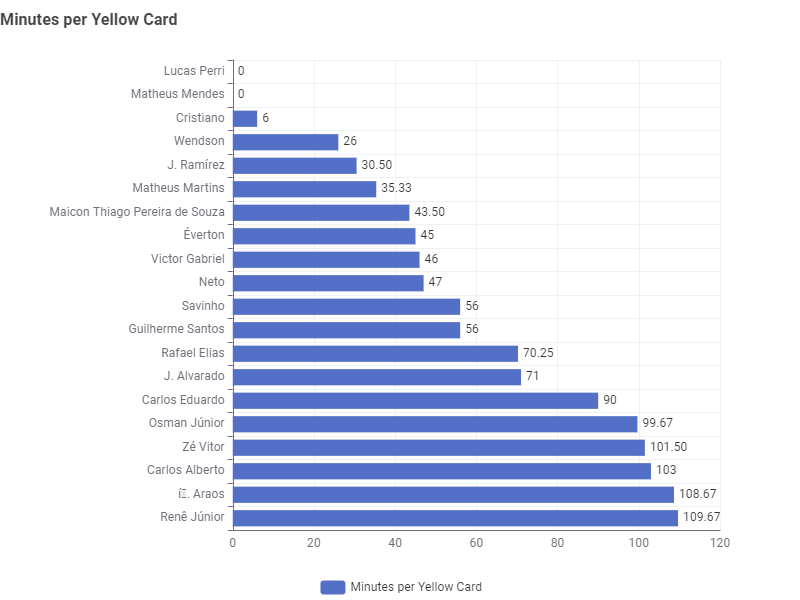 Minutes per Yellow Card
Lucas Perri 0
Matheus Mendes 0
Cristiano 6
Wendson 26
J. Ramírez 30.50
Matheus Martins 35.33
Maicon Thiago Pereira de Souza 43.50
Éverton 45
Victor Gabriel 46
Neto 47
Savinho 56
Guilherme Santos 56
Rafael Elias 70.25
J. Alvarado 71
Carlos Eduardo 90
Osman Júnior 99.67
Zé Vitor 101.50
Carlos Alberto 103
Araos 108.67
Renê Júnior 109.67
0 20 40 60 80 100 120
Minutes per Yellow Card